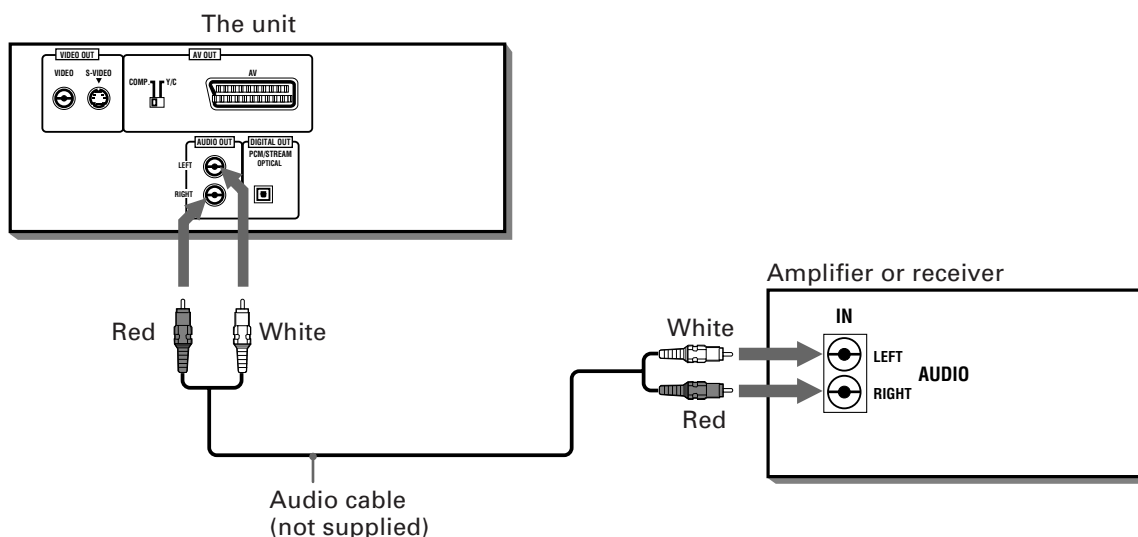 The unit
VIDEO OUT
AV OUT
VIDEO
S-VIDEO
COMP.
Y/C
AV
AUDIO OUT
DIGITAL OUT
PCM/STREAM
OPTICAL
LEFT
RIGHT
Red
White
Audio cable
(not supplied)
Amplifier or receiver
IN
White
LEFT
AUDIO
RIGHT
Red